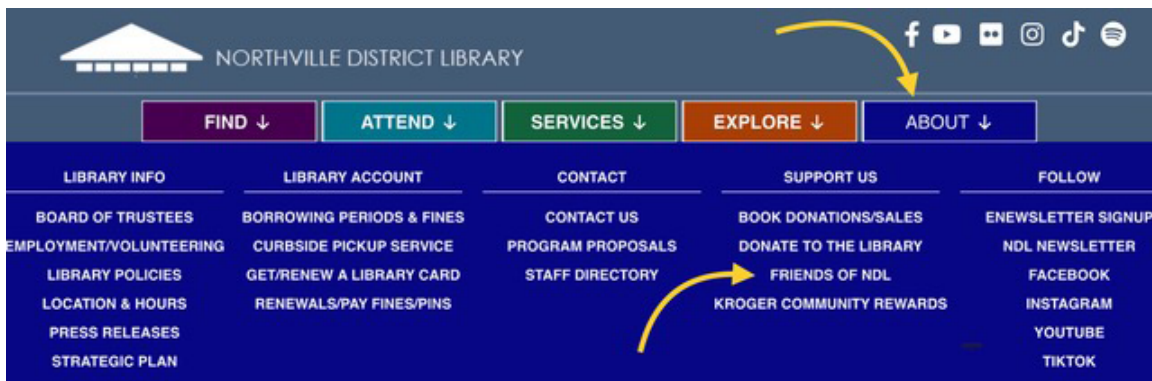 NORTHVILLE DISTRICT LIBRARY
FIND ↓
ATTEND ↓
SERVICES ↓
EXPLORE ↓
ABOUT ↓
LIBRARY INFO
BOARD OF TRUSTEES
EMPLOYMENT/VOLUNTEERING
LIBRARY POLICIES
LOCATION & HOURS
PRESS RELEASES
STRATEGIC PLAN
LIBRARY ACCOUNT
BORROWING PERIODS & FINES
CURBSIDE PICKUP SERVICE
GET/RENEW A LIBRARY CARD
RENEWALS/PAY FINES/PINS
CONTACT
CONTACT US
PROGRAM PROPOSALS
STAFF DIRECTORY
SUPPORT US
BOOK DONATIONS/SALES
DONATE TO THE LIBRARY
FRIENDS OF NDL
KROGER COMMUNITY REWARDS
FOLLOW
ENEWSLETTER SIGNUP
NDL NEWSLETTER
FACEBOOK
INSTAGRAM
YOUTUBE
TIKTOK